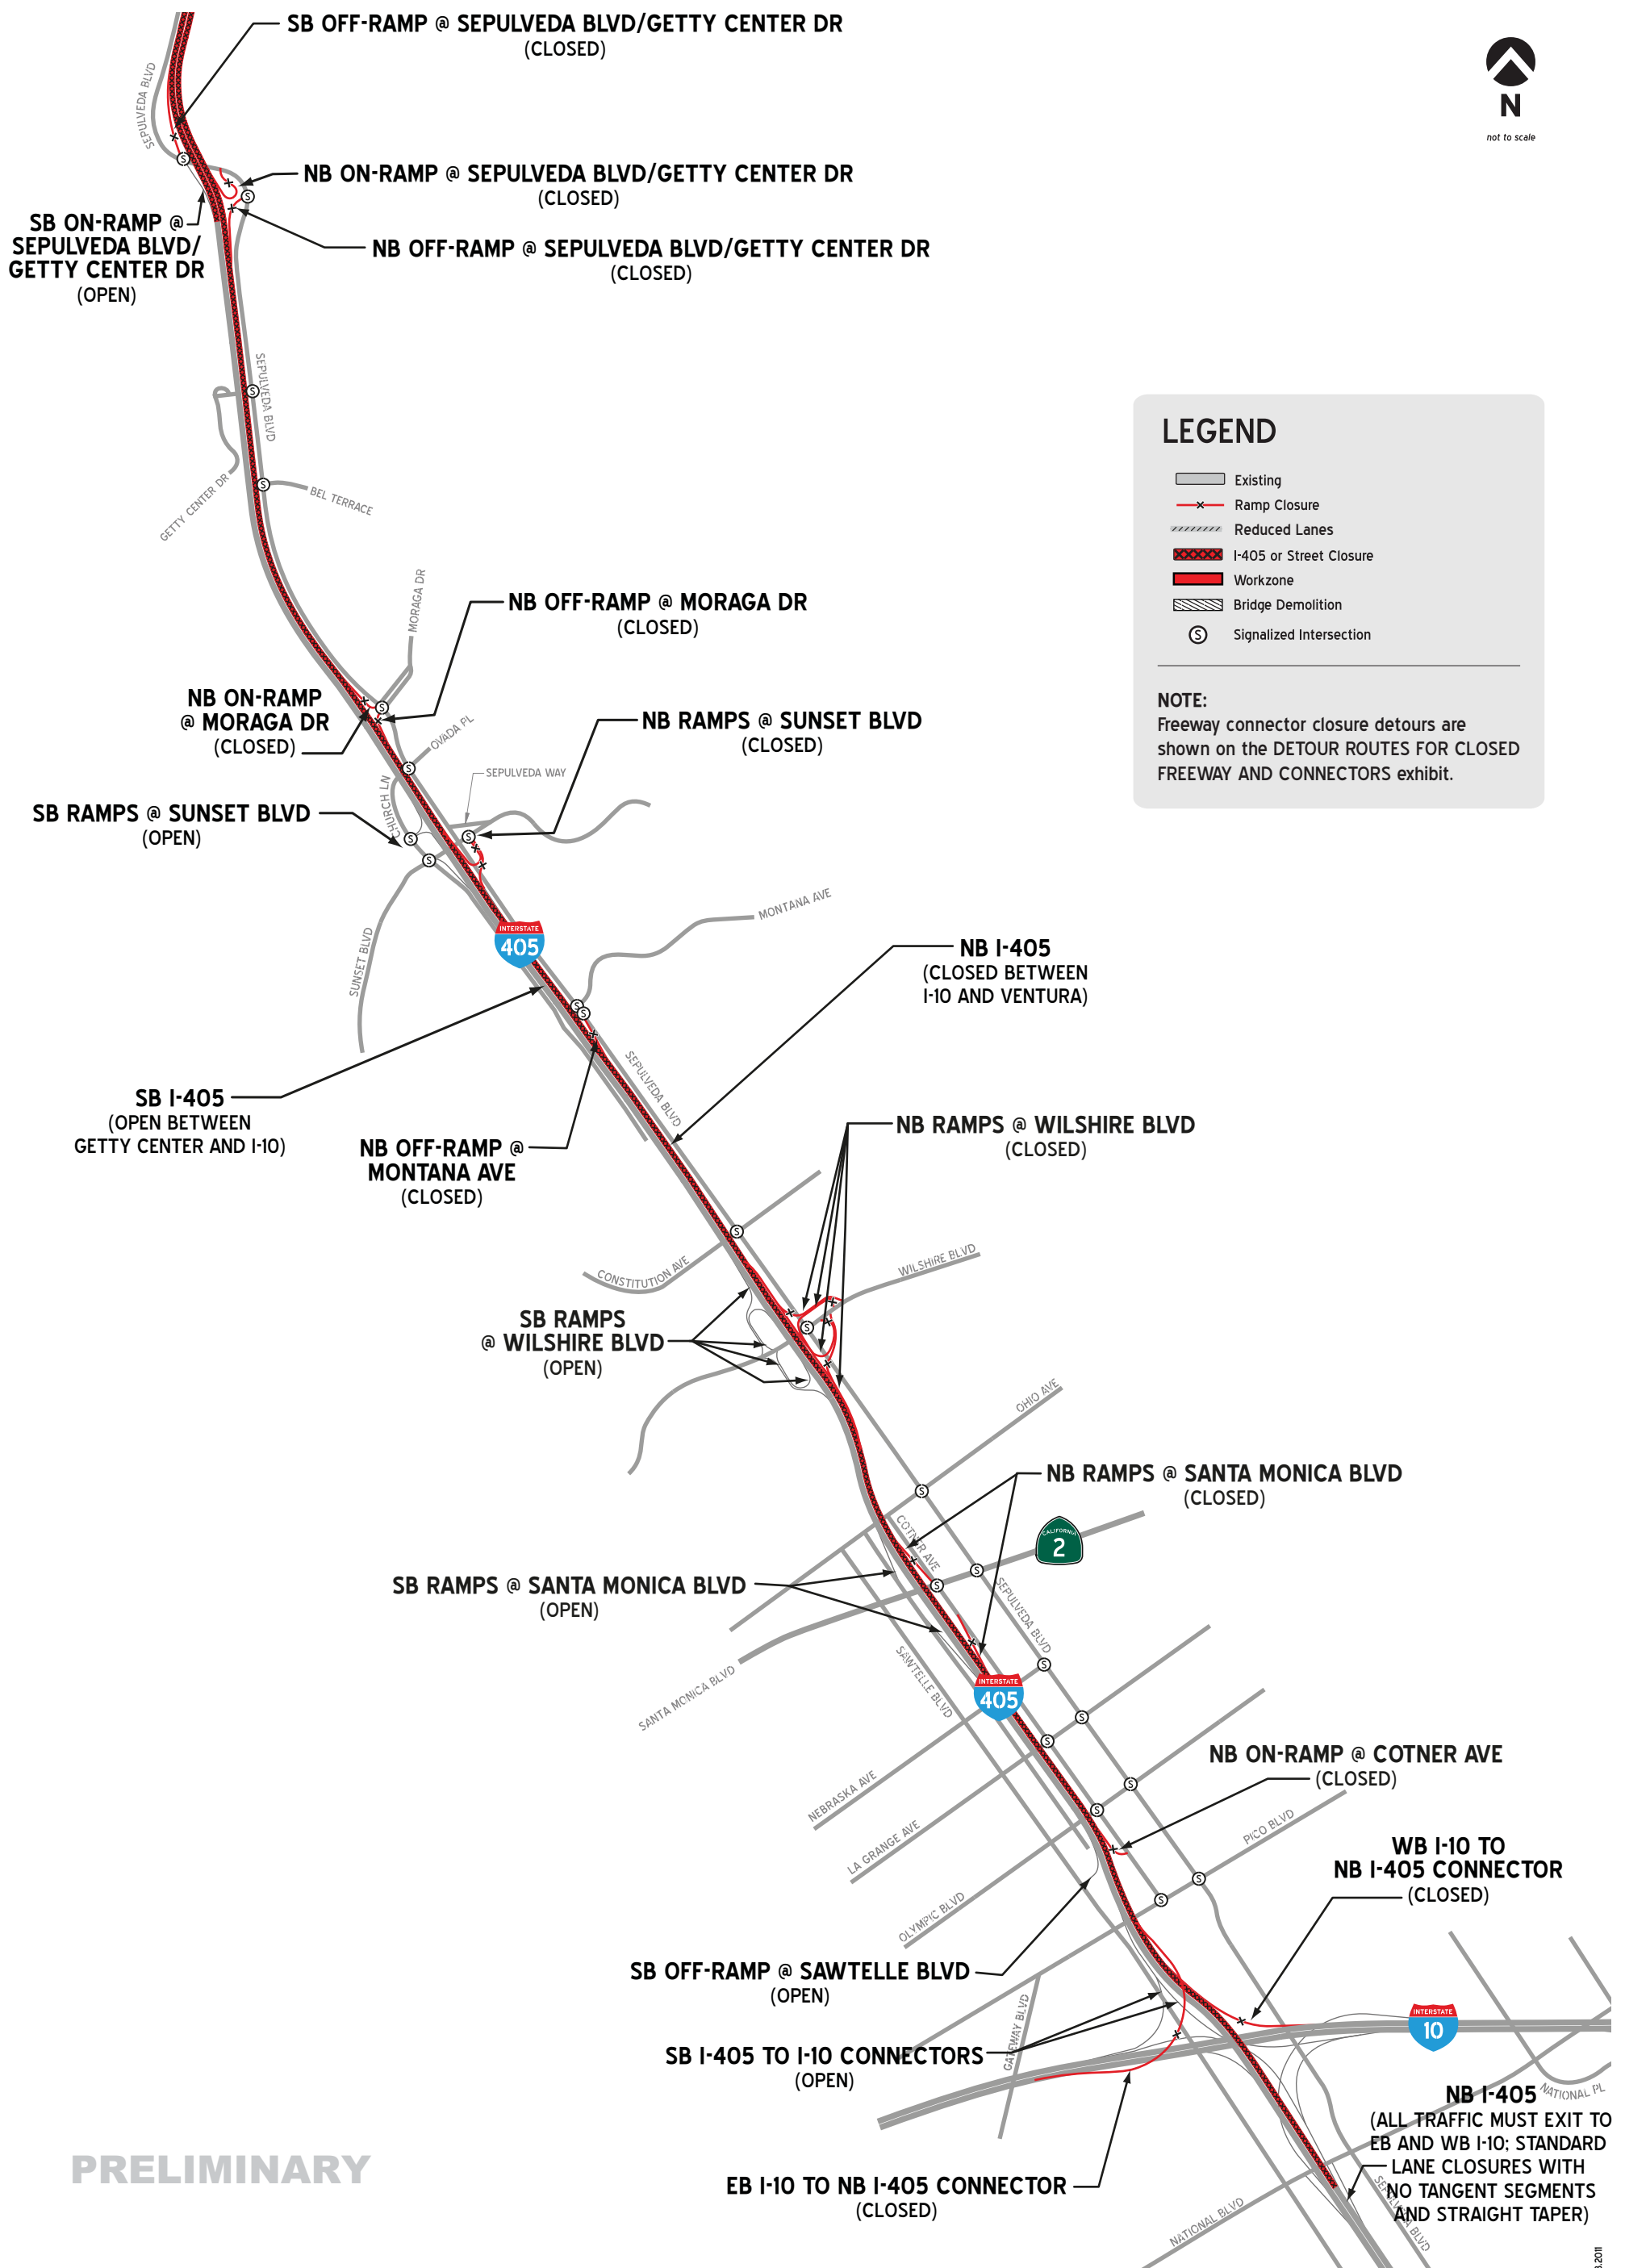 SB OFF-RAMP @ SEPULVEDA BLVD/GETTY CENTER DR
(CLOSED)
N
not to scale
SEPULVEDA BLVD
S
NB ON-RAMP @ SEPULVEDA BLVD/GETTY CENTER DR
(CLOSED)
S
SB ON-RAMP @
SEPULVEDA BLVD/
GETTY CENTER DR
(OPEN)
NB OFF-RAMP @ SEPULVEDA BLVD/GETTY CENTER DR
(CLOSED)
SEPULVEDA BLVD
S
GETTY CENTER DR
S
BEL TERRACE
LEGEND
Existing
Ramp Closure
Reduced Lanes
I-405 or Street Closure
Workzone
Bridge Demolition
S Signalized Intersection
NOTE:
Freeway connector closure detours are
shown on the DETOUR ROUTES FOR CLOSED
FREEWAY AND CONNECTORS exhibit.
MORAGA DR
NB OFF-RAMP @ MORAGA DR
(CLOSED)
NB ON-RAMP
@ MORAGA DR
(CLOSED)
S
OVADA PL
S
NB RAMPS @ SUNSET BLVD
(CLOSED)
SEPULVEDA WAY
CHURCH LN
SB RAMPS @ SUNSET BLVD
(OPEN)
S
S
S
SUNSET BLVD
INTERSTATE
405
MONTANA AVE
S
S
NB I-405
(CLOSED BETWEEN
I-10 AND VENTURA)
SB I-405
(OPEN BETWEEN
GETTY CENTER AND I-10)
SEPULVEDA BLVD
NB OFF-RAMP @
MONTANA AVE
(CLOSED)
NB RAMPS @ WILSHIRE BLVD
(CLOSED)
S
CONSTITUTION AVE
WILSHIRE BLVD
SB RAMPS
@ WILSHIRE BLVD
(OPEN)
S
OHIO AVE
S
NB RAMPS @ SANTA MONICA BLVD
(CLOSED)
COTNER AVE
CALIFORNIA
2
SB RAMPS @ SANTA MONICA BLVD
(OPEN)
S
S
SEPULVEDA BLVD
SANTA MONICA BLVD
SAWTELLE BLVD
INTERSTATE
405
S
S
S
NEBRASKA AVE
NB ON-RAMP @ COTNER AVE
(CLOSED)
S
S
LA GRANGE AVE
PICO BLVD
OLYMPIC BLVD
WB I-10 TO
NB I-405 CONNECTOR
(CLOSED)
S
S
SB OFF-RAMP @ SAWTELLE BLVD
(OPEN)
GATEWAY BLVD
SB I-405 TO I-10 CONNECTORS
(OPEN)
INTERSTATE
10
NATIONAL PL
NB I-405
(ALL TRAFFIC MUST EXIT TO
EB AND WB I-10; STANDARD
LANE CLOSURES WITH
NO TANGENT SEGMENTS
AND STRAIGHT TAPER)
SEPULVEDA BLVD
EB I-10 TO NB I-405 CONNECTOR
(CLOSED)
NATIONAL BLVD
PRELIMINARY